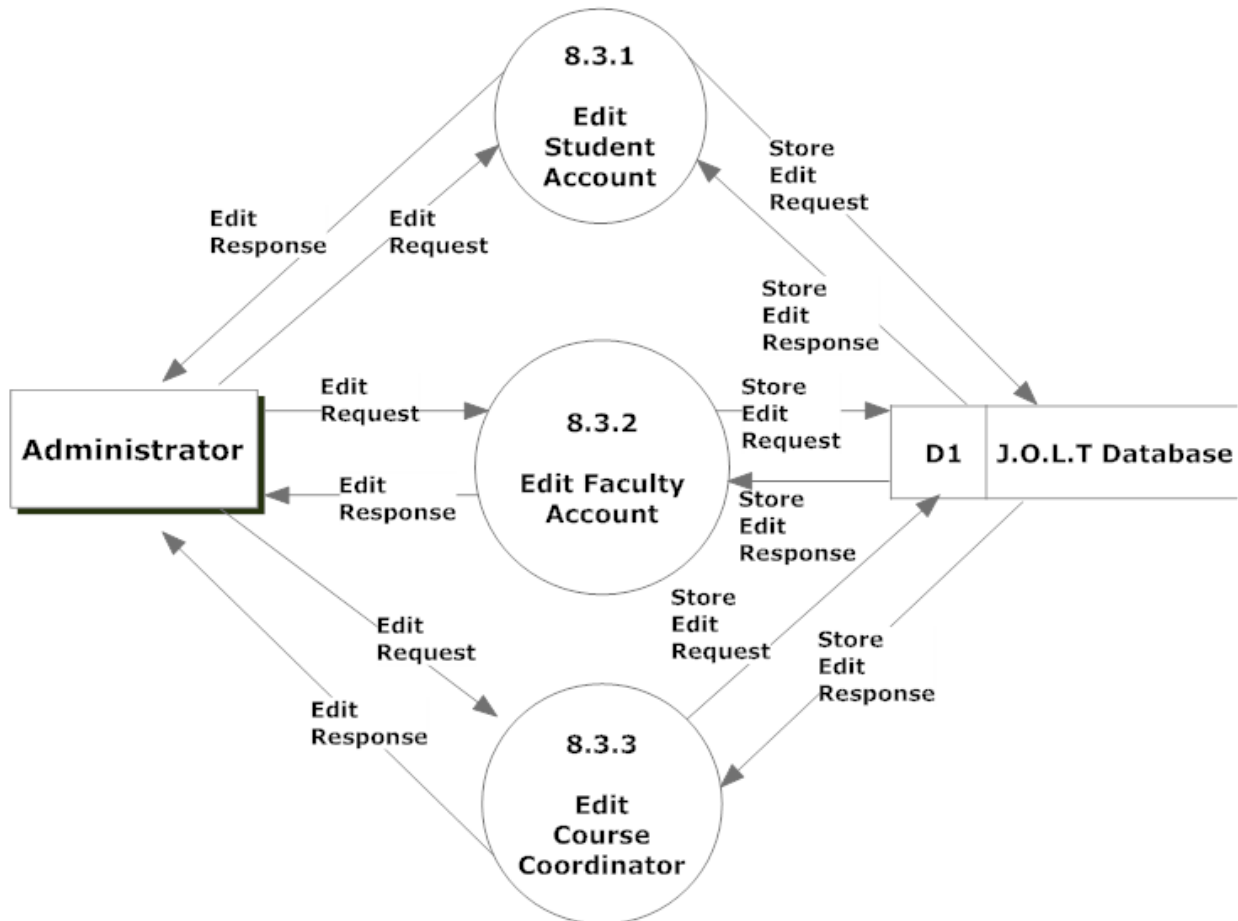 8.3.1
Edit
Student
Account
Store
Edit
Request
Edit
Response
Edit
Request
Store
Edit
Response
Edit
Request
Store
Edit
Request
Administrator
8.3.2
Edit Faculty
Account
D1
J.O.L.T Database
Edit
Response
Store
Edit
Response
Store
Edit
Request
Edit
Request
Store
Edit
Response
Edit
Response
8.3.3
Edit
Course
Coordinator